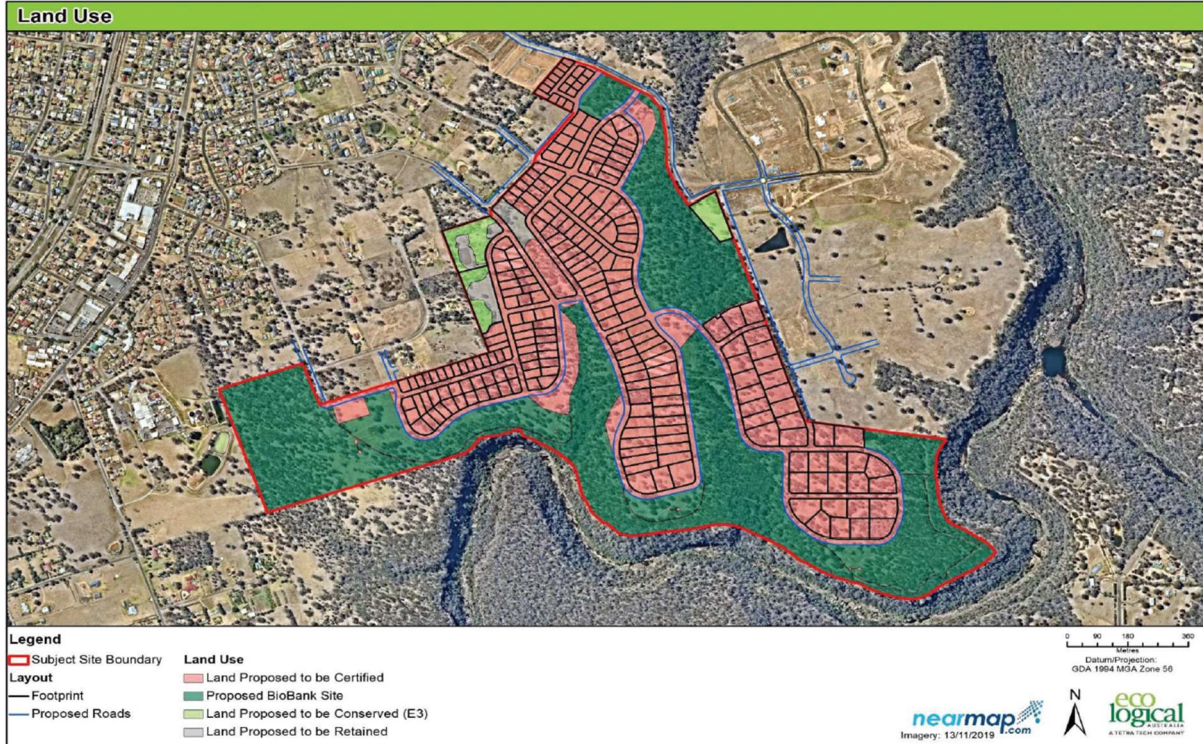 Land Use
Legend
Subject Site Boundary
Layout
Footprint
Proposed Roads
Land Use
Land Proposed to be Certified
Proposed BioBank Site
Land Proposed to be Conserved (E3)
Land Proposed to be Retained
0 90 180 360
Metres
Datum/Projection:
GDA 1994 MGA Zone 56
nearmap.com
Imagery: 13/11/2019
N
eco
logical
AUSTRALIA
A TETRA TECH COMPANY